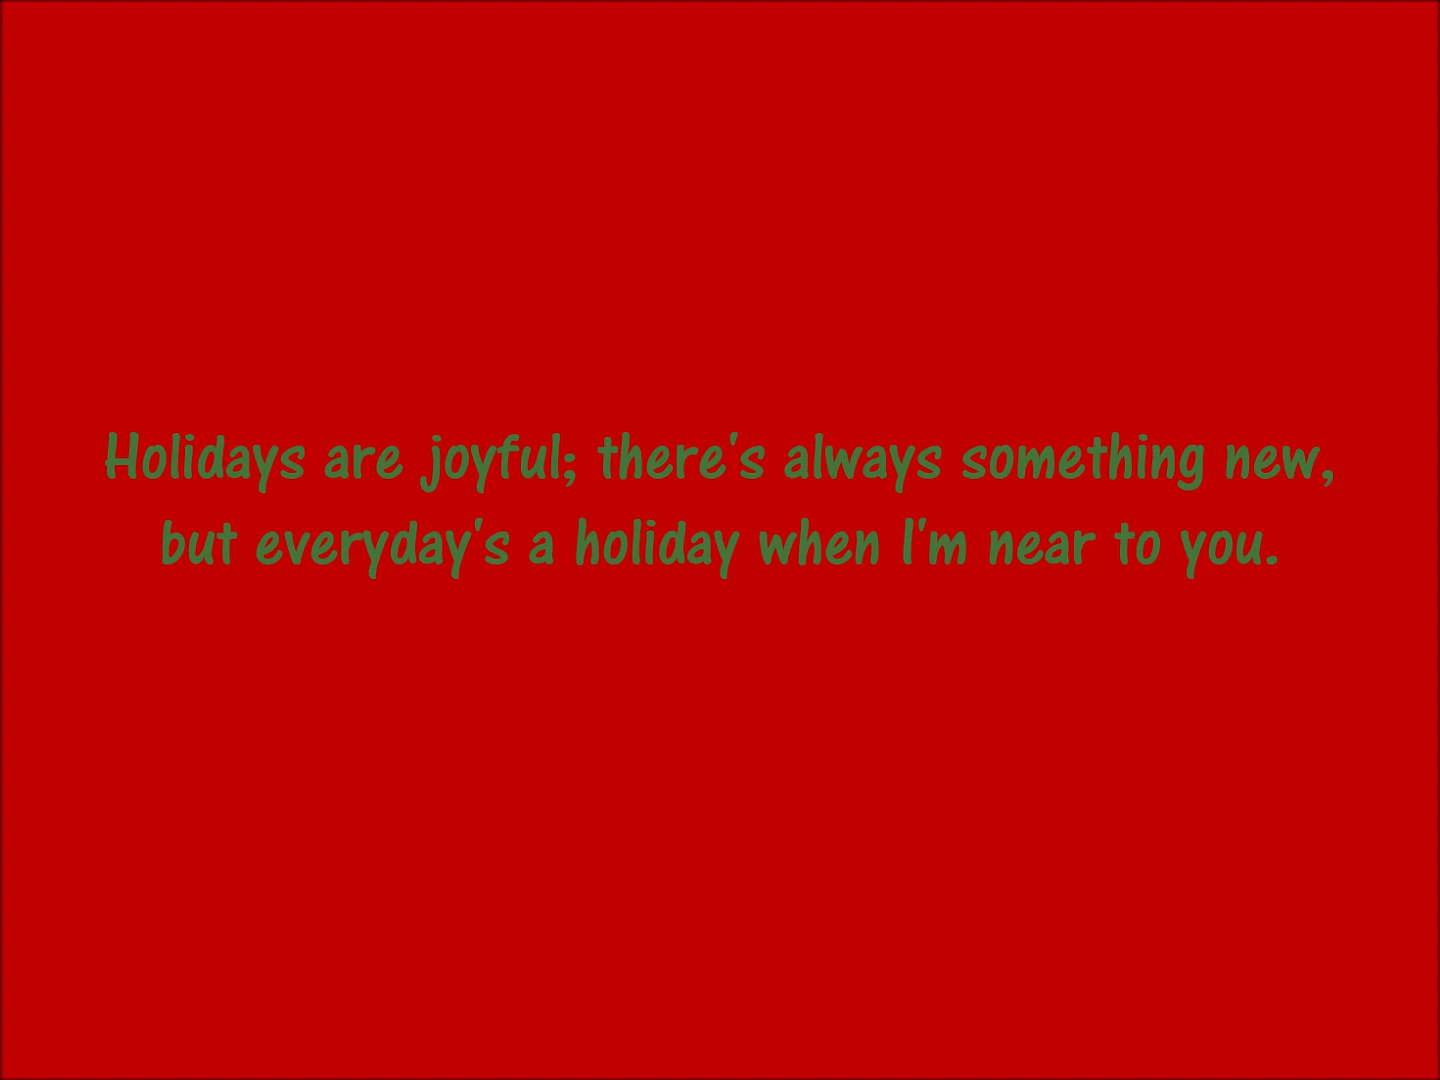 Holidays are joyful; there's always something new,
but everyday's a holiday when I'm near to you.